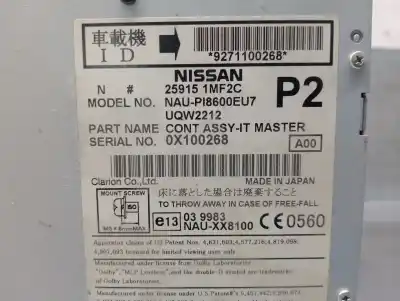 車載機
ID
*9271100268*
NISSAN
N # 25915 1MF2C
P2
MODEL NO. NAU-PI8600EU7
UQW2212
PART NAME CONT ASSY-IT MASTER
SERIAL NO. 0X100268
A00
Clarion Co.,Ltd.
MADE IN JAPAN
MOUNT SCREW
ISO
床に落とした場合は廃棄すること
TO THROW AWAY IN CASE OF FREE-FALL
e13 03 9983
NAU-XX8100
CE 0560
Manufactured under license from Dolby Laboratories
"Dolby", "MLP Lossless" and the double-D symbol are
trademarks of Dolby Laboratories.
Manufactured under license under U.S. Patent